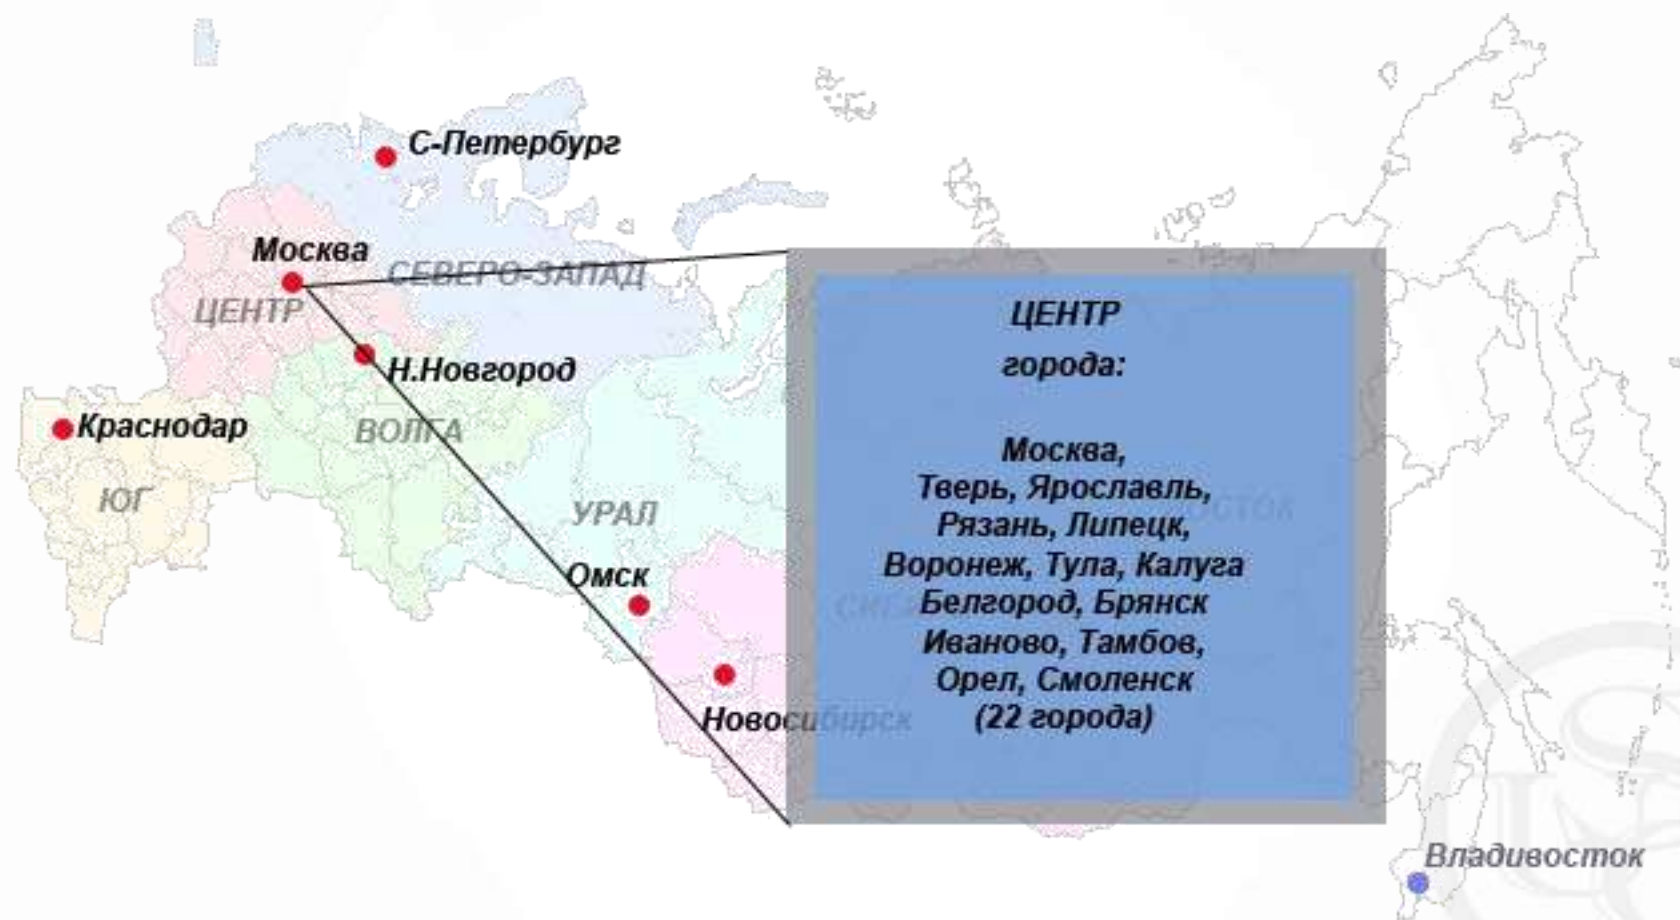 С-Петербург
Москва
СЕВЕРО-ЗАПАД
ЦЕНТР
Н.Новгород
Краснодар
ВОЛГА
ЮГ
УРАЛ
Омск
Новосибирск
ЦЕНТР
города:
Москва,
Тверь, Ярославль,
Рязань, Липецк,
Воронеж, Тула, Калуга
Белгород, Брянск
Иваново, Тамбов,
Орел, Смоленск
(22 города)
Владивосток